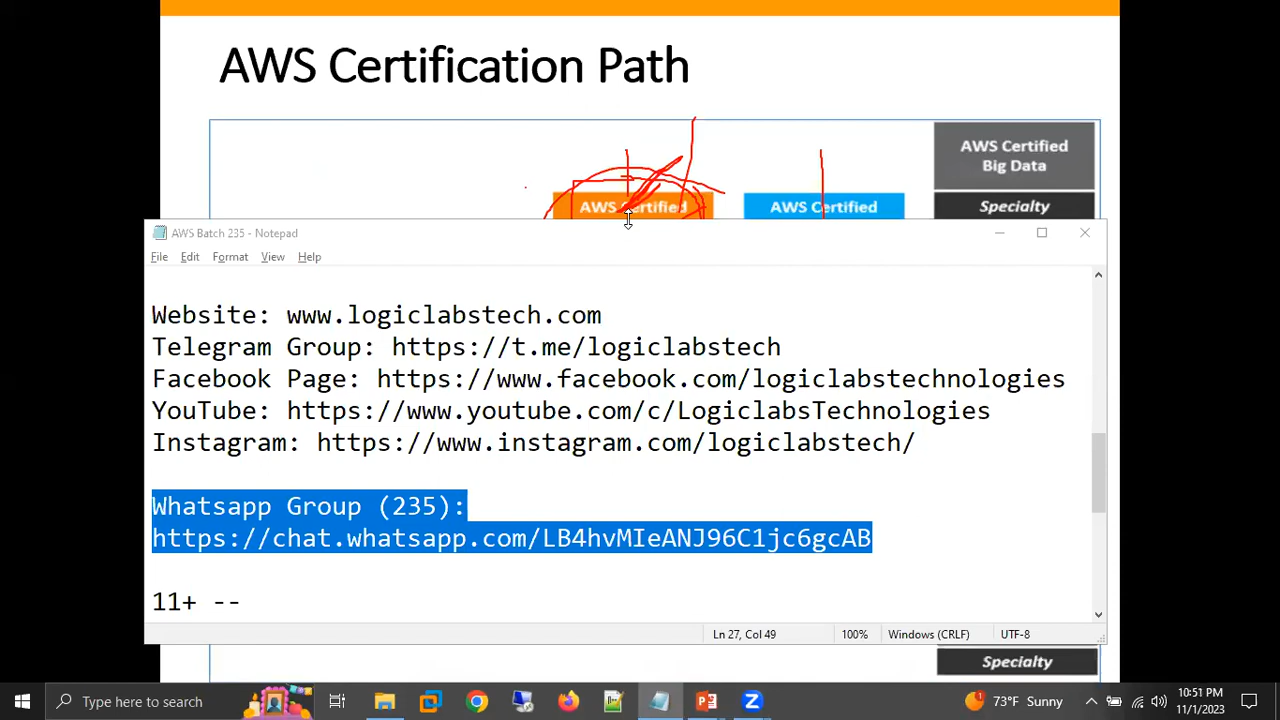 AWS Certification Path
AWS Certified
Big Data
AWS Certified
AWS Certified
Specialty
AWS Batch 235 - Notepad
File Edit Format View Help
Website: www.logiclabstech.com
Telegram Group: https://t.me/logiclabstech
Facebook Page: https://www.facebook.com/logiclabstechnologies
YouTube: https://www.youtube.com/c/LogiclabsTechnologies
Instagram: https://www.instagram.com/logiclabstech/
Whatsapp Group (235):
https://chat.whatsapp.com/LB4hvMIeANJ96C1jc6gcAB
11+ --
Ln 27, Col 49 100% Windows (CRLF) UTF-8
Specialty
Type here to search
73°F Sunny
10:51 PM
11/1/2023